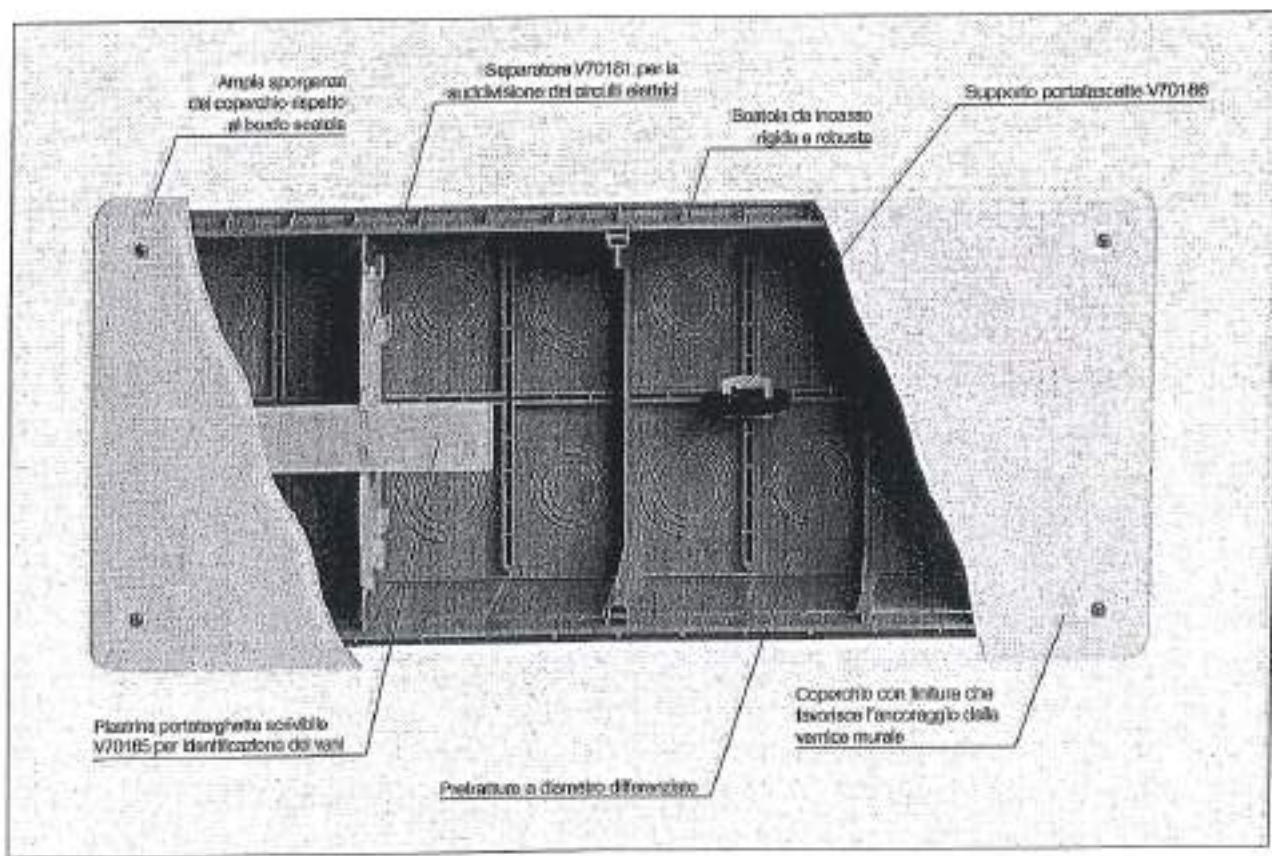 Ampia sporgenza
del coperchio rispetto
al bordo scatola
Separatore V70181 per la
suddivisione dei circuiti elettrici
Scatola da incasso
rigida e robusta
Supporto portafascette V70186
Piastrina portatarghetta scrivibile
V70185 per identificazione dei vani
Prefratture a diametro differenziato
Coperchio con finitura che
favorisce l'ancoraggio della
vernice murale